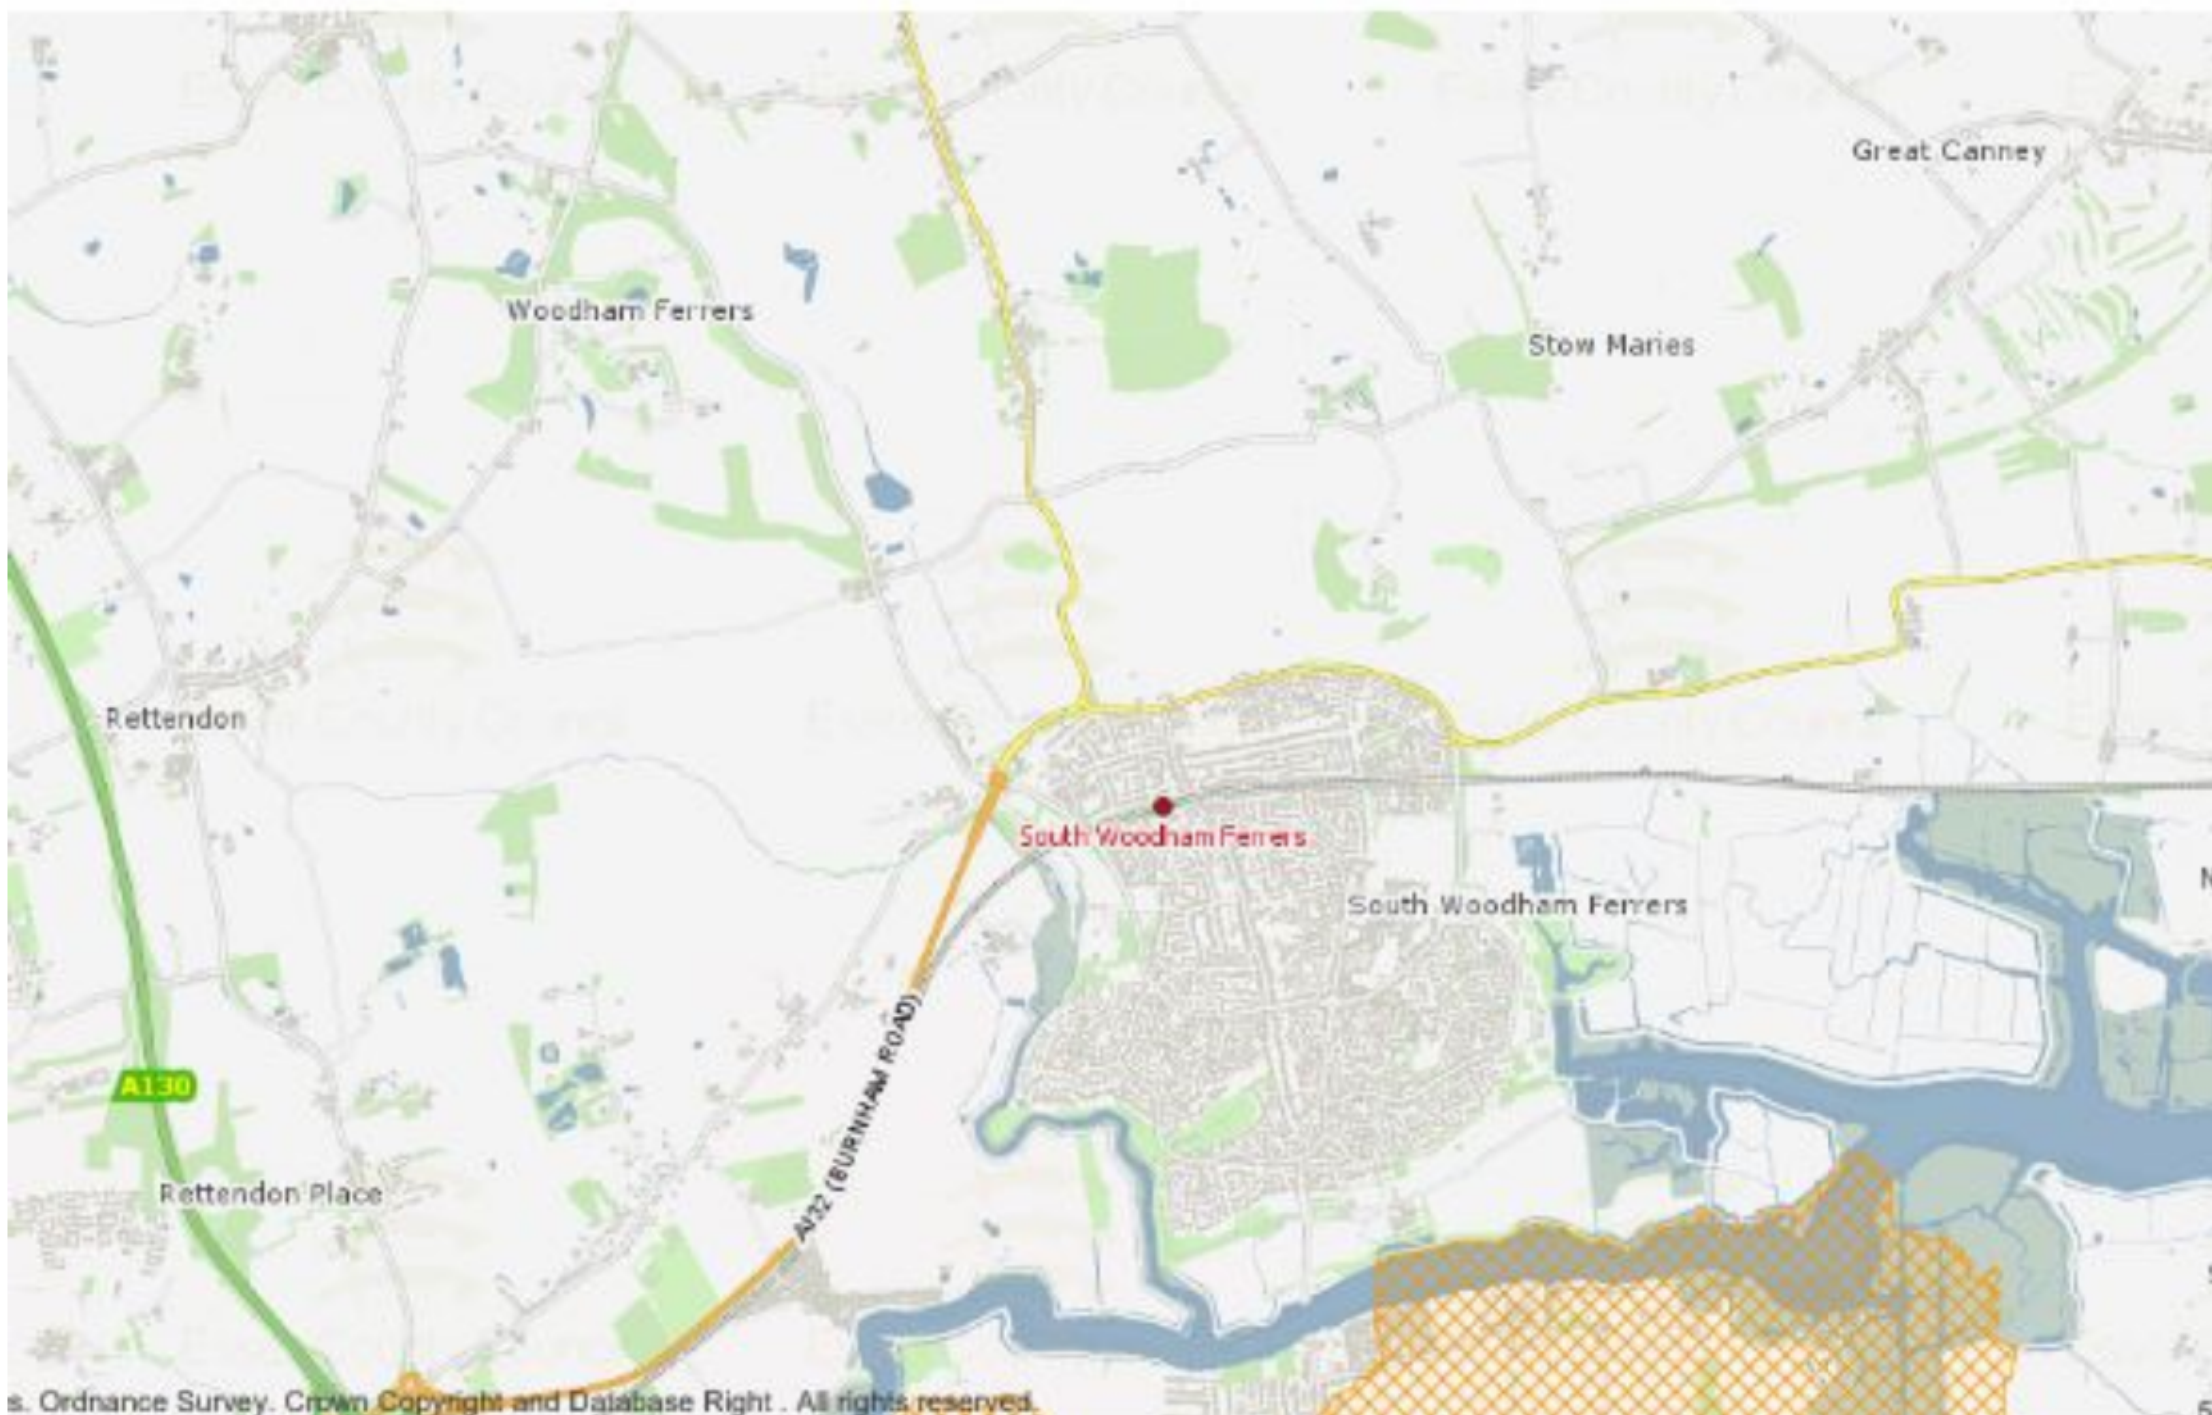 Great Canney
Woodham Ferrers
Stow Maries
Rettendon
South Woodham Ferrers
South Woodham Ferrers
A130
A132 (BURNHAM ROAD)
Rettendon Place
s. Ordnance Survey. Crown Copyright and Database Right . All rights reserved.